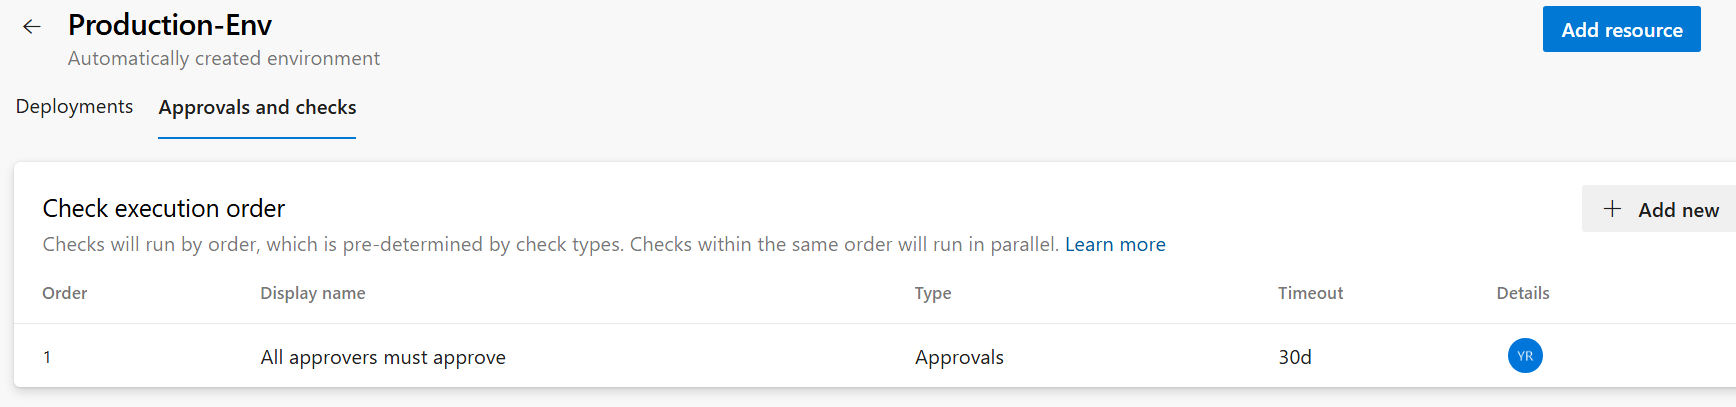 Production-Env
Automatically created environment
Add resource
Deployments
Approvals and checks
Check execution order
Checks will run by order, which is pre-determined by check types. Checks within the same order will run in parallel. Learn more
Add new
Order Display name Type Timeout Details
1 All approvers must approve Approvals 30d YR